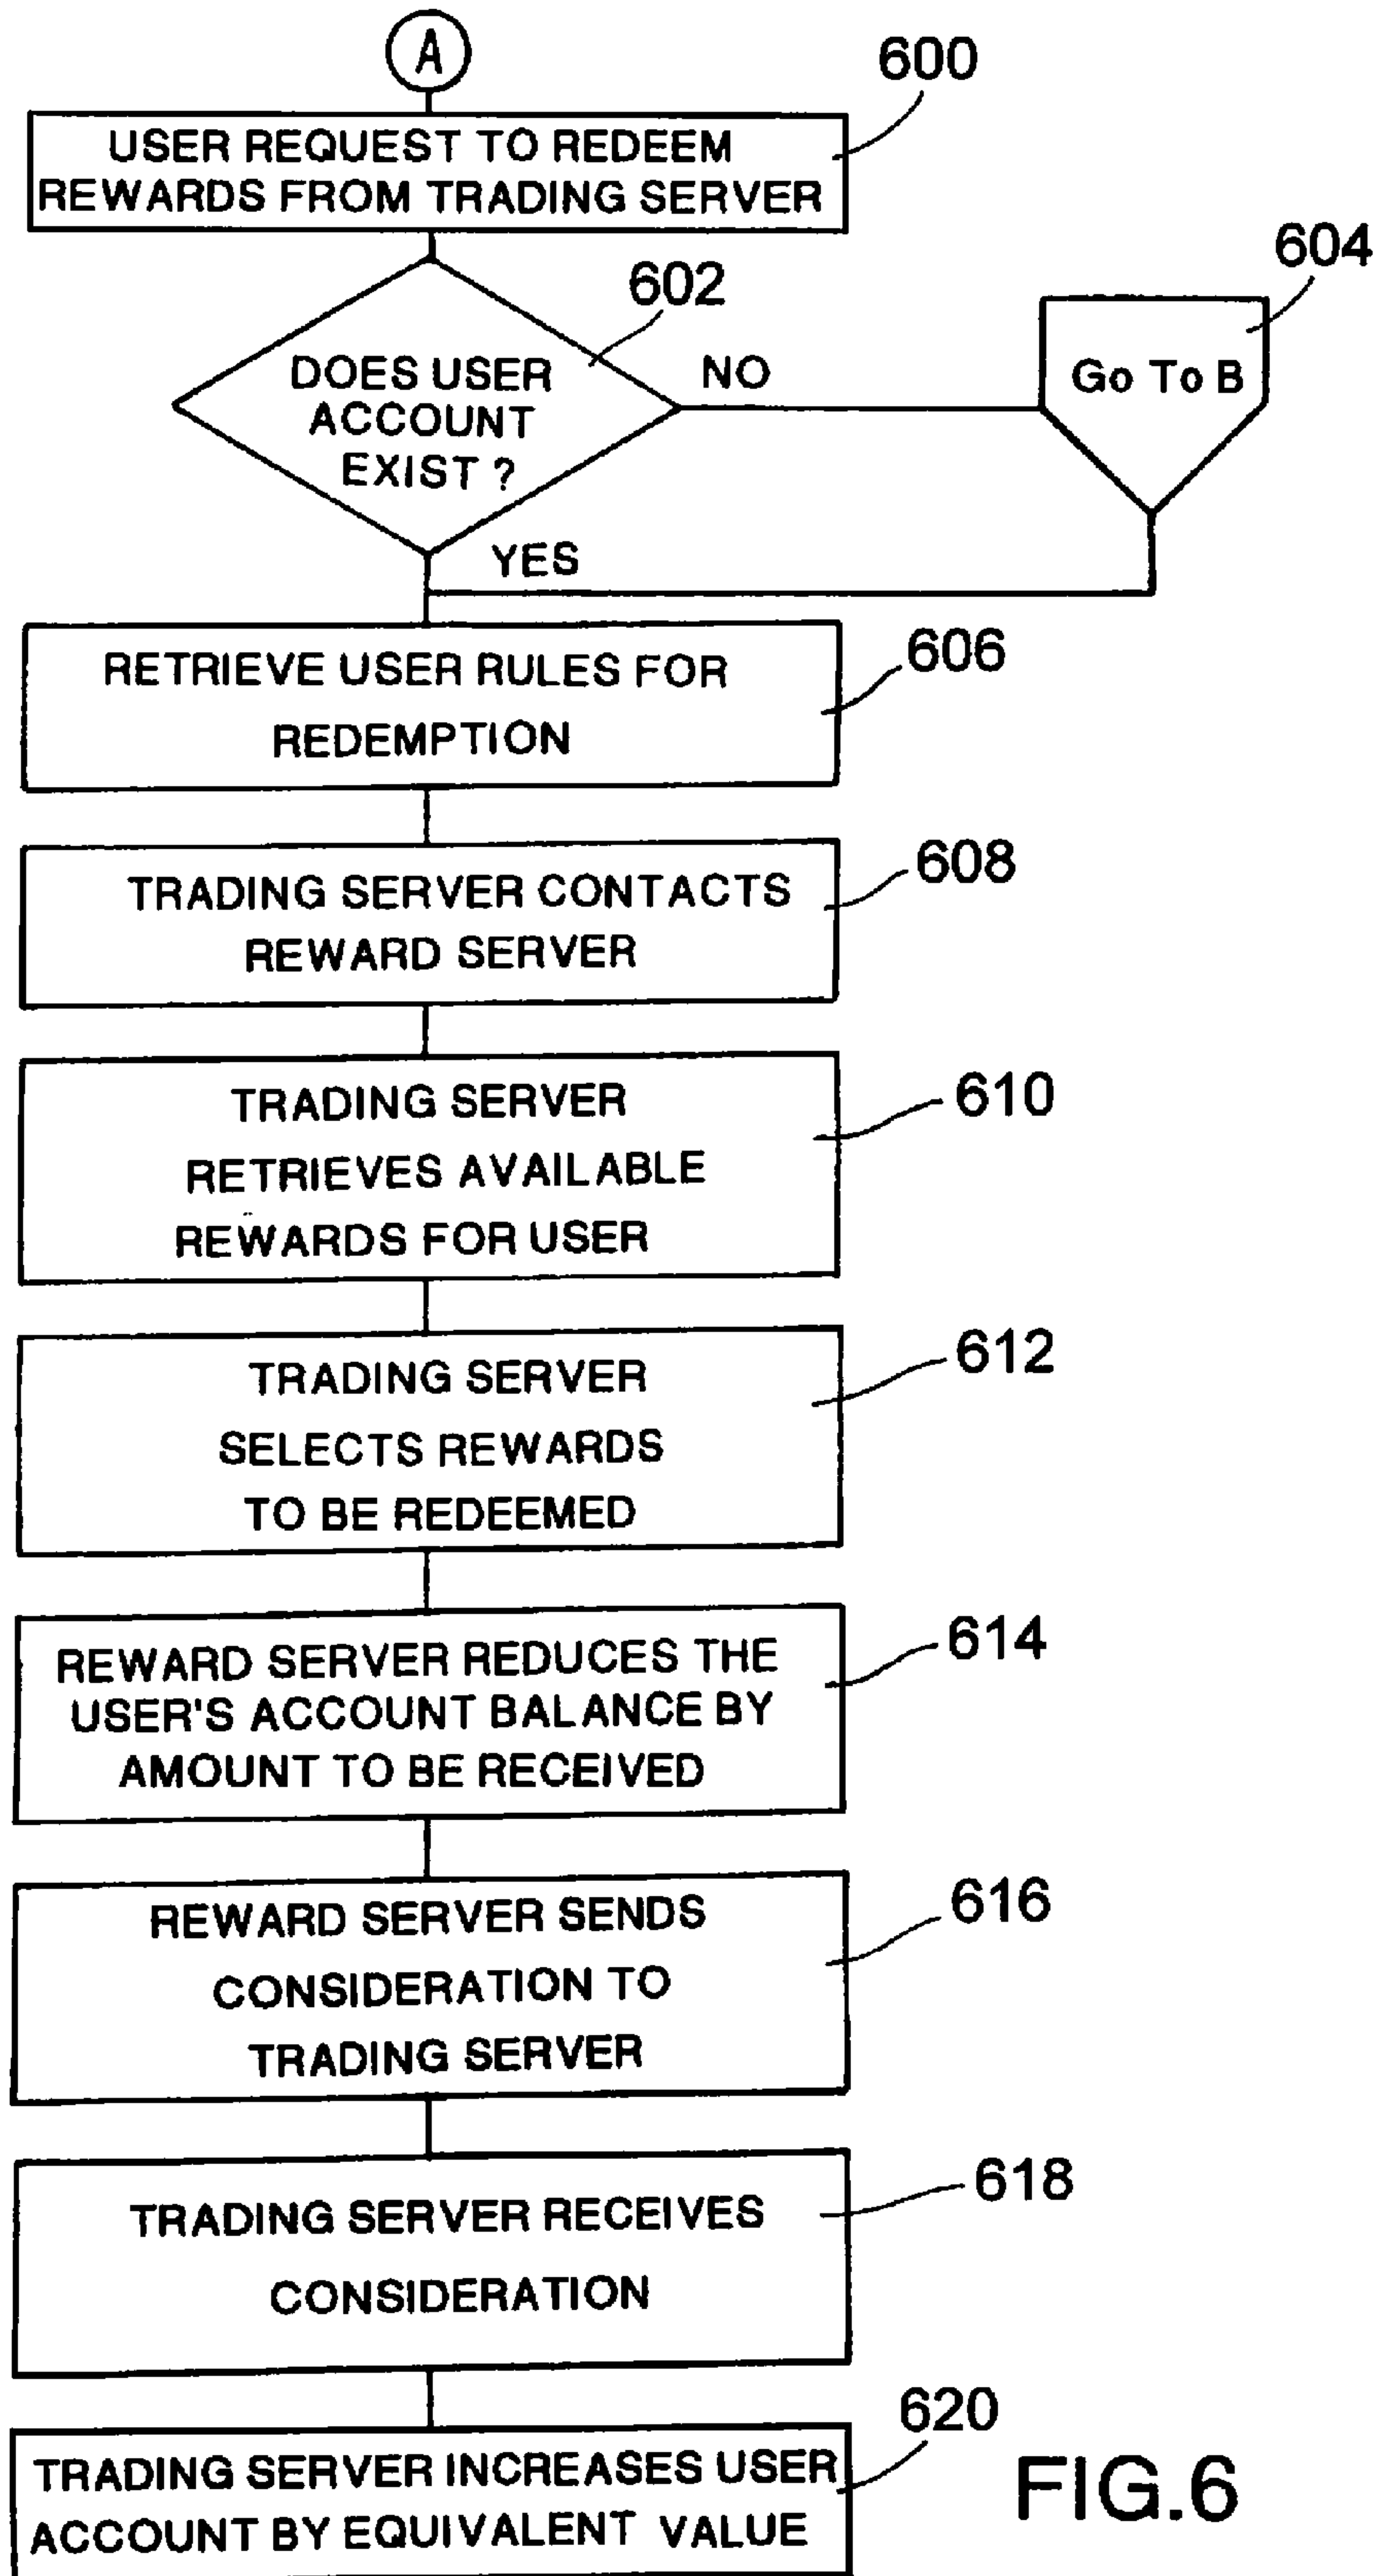 A
600
USER REQUEST TO REDEEM
REWARDS FROM TRADING SERVER
602
604
DOES USER
ACCOUNT
EXIST ?
NO
Go To B
YES
RETRIEVE USER RULES FOR
REDEMPTION
606
TRADING SERVER CONTACTS
REWARD SERVER
608
TRADING SERVER
RETRIEVES AVAILABLE
REWARDS FOR USER
610
TRADING SERVER
SELECTS REWARDS
TO BE REDEEMED
612
REWARD SERVER REDUCES THE
USER'S ACCOUNT BALANCE BY
AMOUNT TO BE RECEIVED
614
REWARD SERVER SENDS
CONSIDERATION TO
TRADING SERVER
616
TRADING SERVER RECEIVES
CONSIDERATION
618
TRADING SERVER INCREASES USER
ACCOUNT BY EQUIVALENT VALUE
620
FIG.6